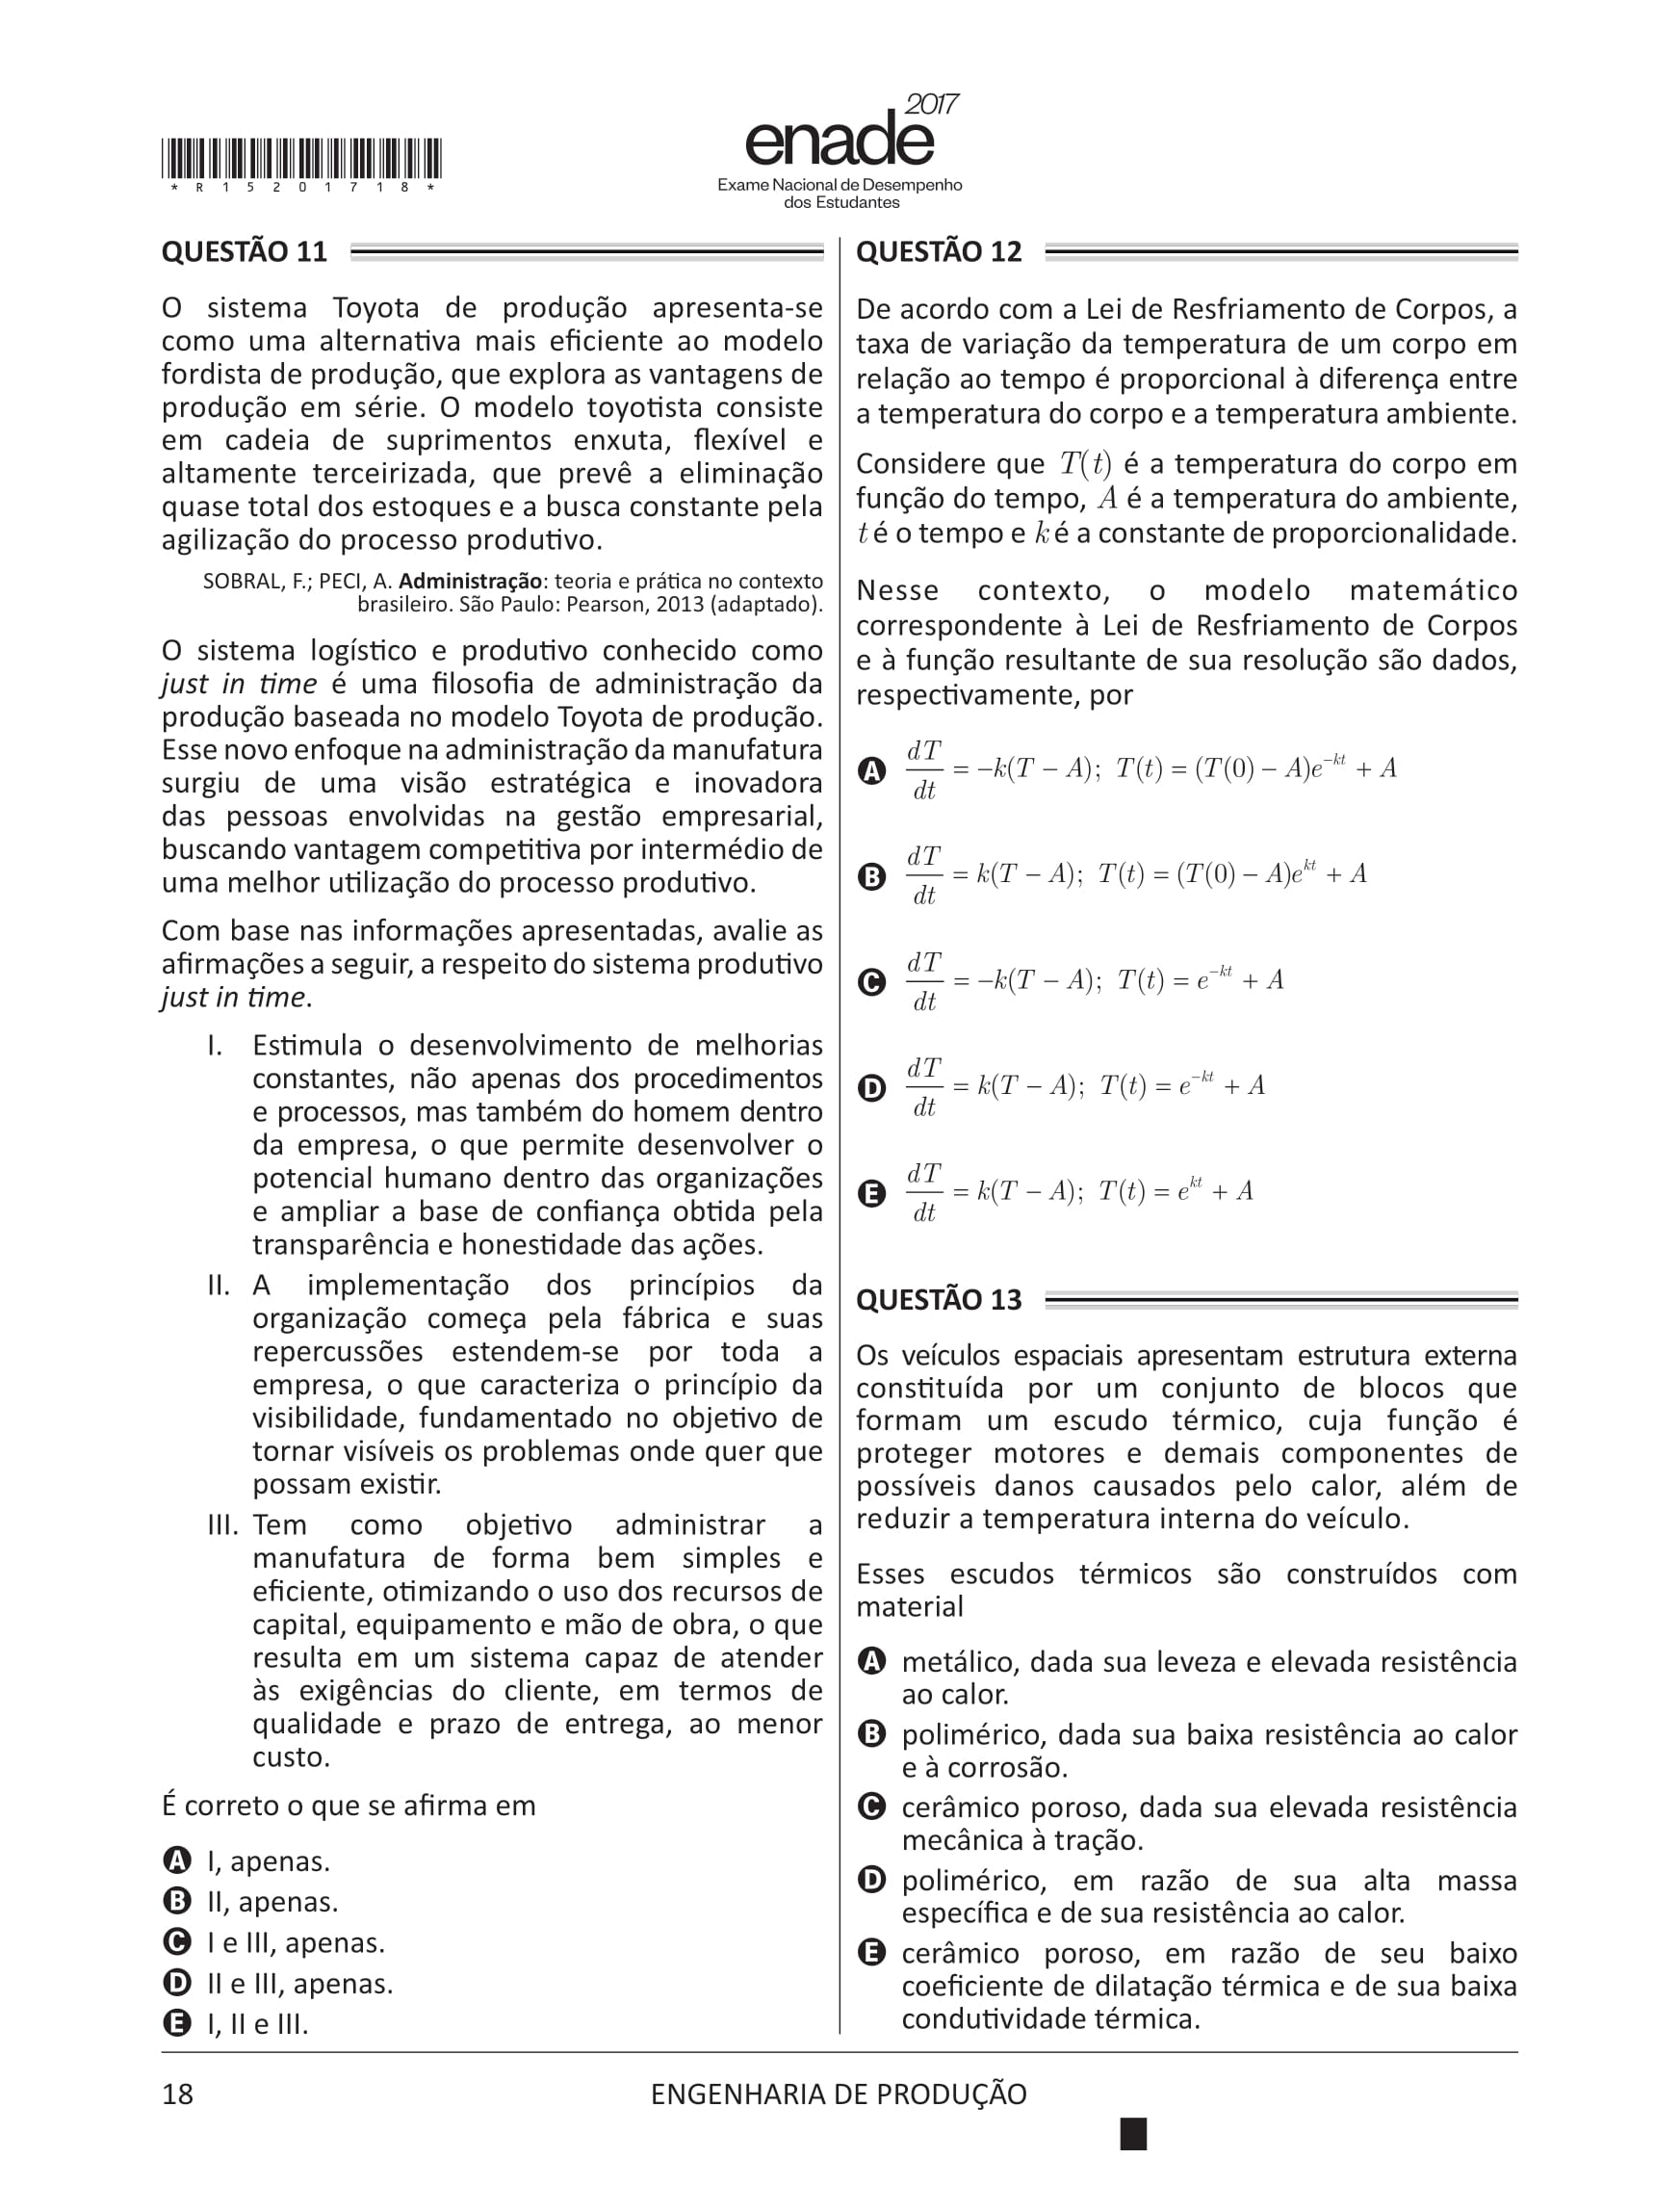 2017
enade
Exame Nacional de Desempenho
dos Estudantes
* R 1 5 2 0 1 7 1 8 *
QUESTÃO 11
O sistema Toyota de produção apresenta-se
como uma alternativa mais eficiente ao modelo
fordista de produção, que explora as vantagens de
produção em série. O modelo toyotista consiste
em cadeia de suprimentos enxuta, flexível e
altamente terceirizada, que prevê a eliminação
quase total dos estoques e a busca constante pela
agilização do processo produtivo.
SOBRAL, F.; PECI, A. Administração: teoria e prática no contexto
brasileiro. São Paulo: Pearson, 2013 (adaptado).
O sistema logístico e produtivo conhecido como
just in time é uma filosofia de administração da
produção baseada no modelo Toyota de produção.
Esse novo enfoque na administração da manufatura
surgiu de uma visão estratégica e inovadora
das pessoas envolvidas na gestão empresarial,
buscando vantagem competitiva por intermédio de
uma melhor utilização do processo produtivo.
Com base nas informações apresentadas, avalie as
afirmações a seguir, a respeito do sistema produtivo
just in time.
I. Estimula o desenvolvimento de melhorias
constantes, não apenas dos procedimentos
e processos, mas também do homem dentro
da empresa, o que permite desenvolver o
potencial humano dentro das organizações
e ampliar a base de confiança obtida pela
transparência e honestidade das ações.
II. A implementação dos princípios da
organização começa pela fábrica e suas
repercussões estendem-se por toda a
empresa, o que caracteriza o princípio da
visibilidade, fundamentado no objetivo de
tornar visíveis os problemas onde quer que
possam existir.
III. Tem como objetivo administrar a
manufatura de forma bem simples e
eficiente, otimizando o uso dos recursos de
capital, equipamento e mão de obra, o que
resulta em um sistema capaz de atender
às exigências do cliente, em termos de
qualidade e prazo de entrega, ao menor
custo.
É correto o que se afirma em
A I, apenas.
B II, apenas.
C I e III, apenas.
D II e III, apenas.
E I, II e III.
QUESTÃO 12
De acordo com a Lei de Resfriamento de Corpos, a
taxa de variação da temperatura de um corpo em
relação ao tempo é proporcional à diferença entre
a temperatura do corpo e a temperatura ambiente.
Considere que T(t) é a temperatura do corpo em
função do tempo, A é a temperatura do ambiente,
t é o tempo e k é a constante de proporcionalidade.
Nesse contexto, o modelo matemático
correspondente à Lei de Resfriamento de Corpos
e à função resultante de sua resolução são dados,
respectivamente, por
A dT/dt = –k(T – A); T(t) = (T(0) – A)e^–kt + A
B dT/dt = k(T – A); T(t) = (T(0) – A)e^kt + A
C dT/dt = –k(T – A); T(t) = e^–kt + A
D dT/dt = k(T – A); T(t) = e^–kt + A
E dT/dt = k(T – A); T(t) = e^kt + A
QUESTÃO 13
Os veículos espaciais apresentam estrutura externa
constituída por um conjunto de blocos que
formam um escudo térmico, cuja função é
proteger motores e demais componentes de
possíveis danos causados pelo calor, além de
reduzir a temperatura interna do veículo.
Esses escudos térmicos são construídos com
material
A metálico, dada sua leveza e elevada resistência
ao calor.
B polimérico, dada sua baixa resistência ao calor
e à corrosão.
C cerâmico poroso, dada sua elevada resistência
mecânica à tração.
D polimérico, em razão de sua alta massa
específica e de sua resistência ao calor.
E cerâmico poroso, em razão de seu baixo
coeficiente de dilatação térmica e de sua baixa
condutividade térmica.
18
ENGENHARIA DE PRODUÇÃO